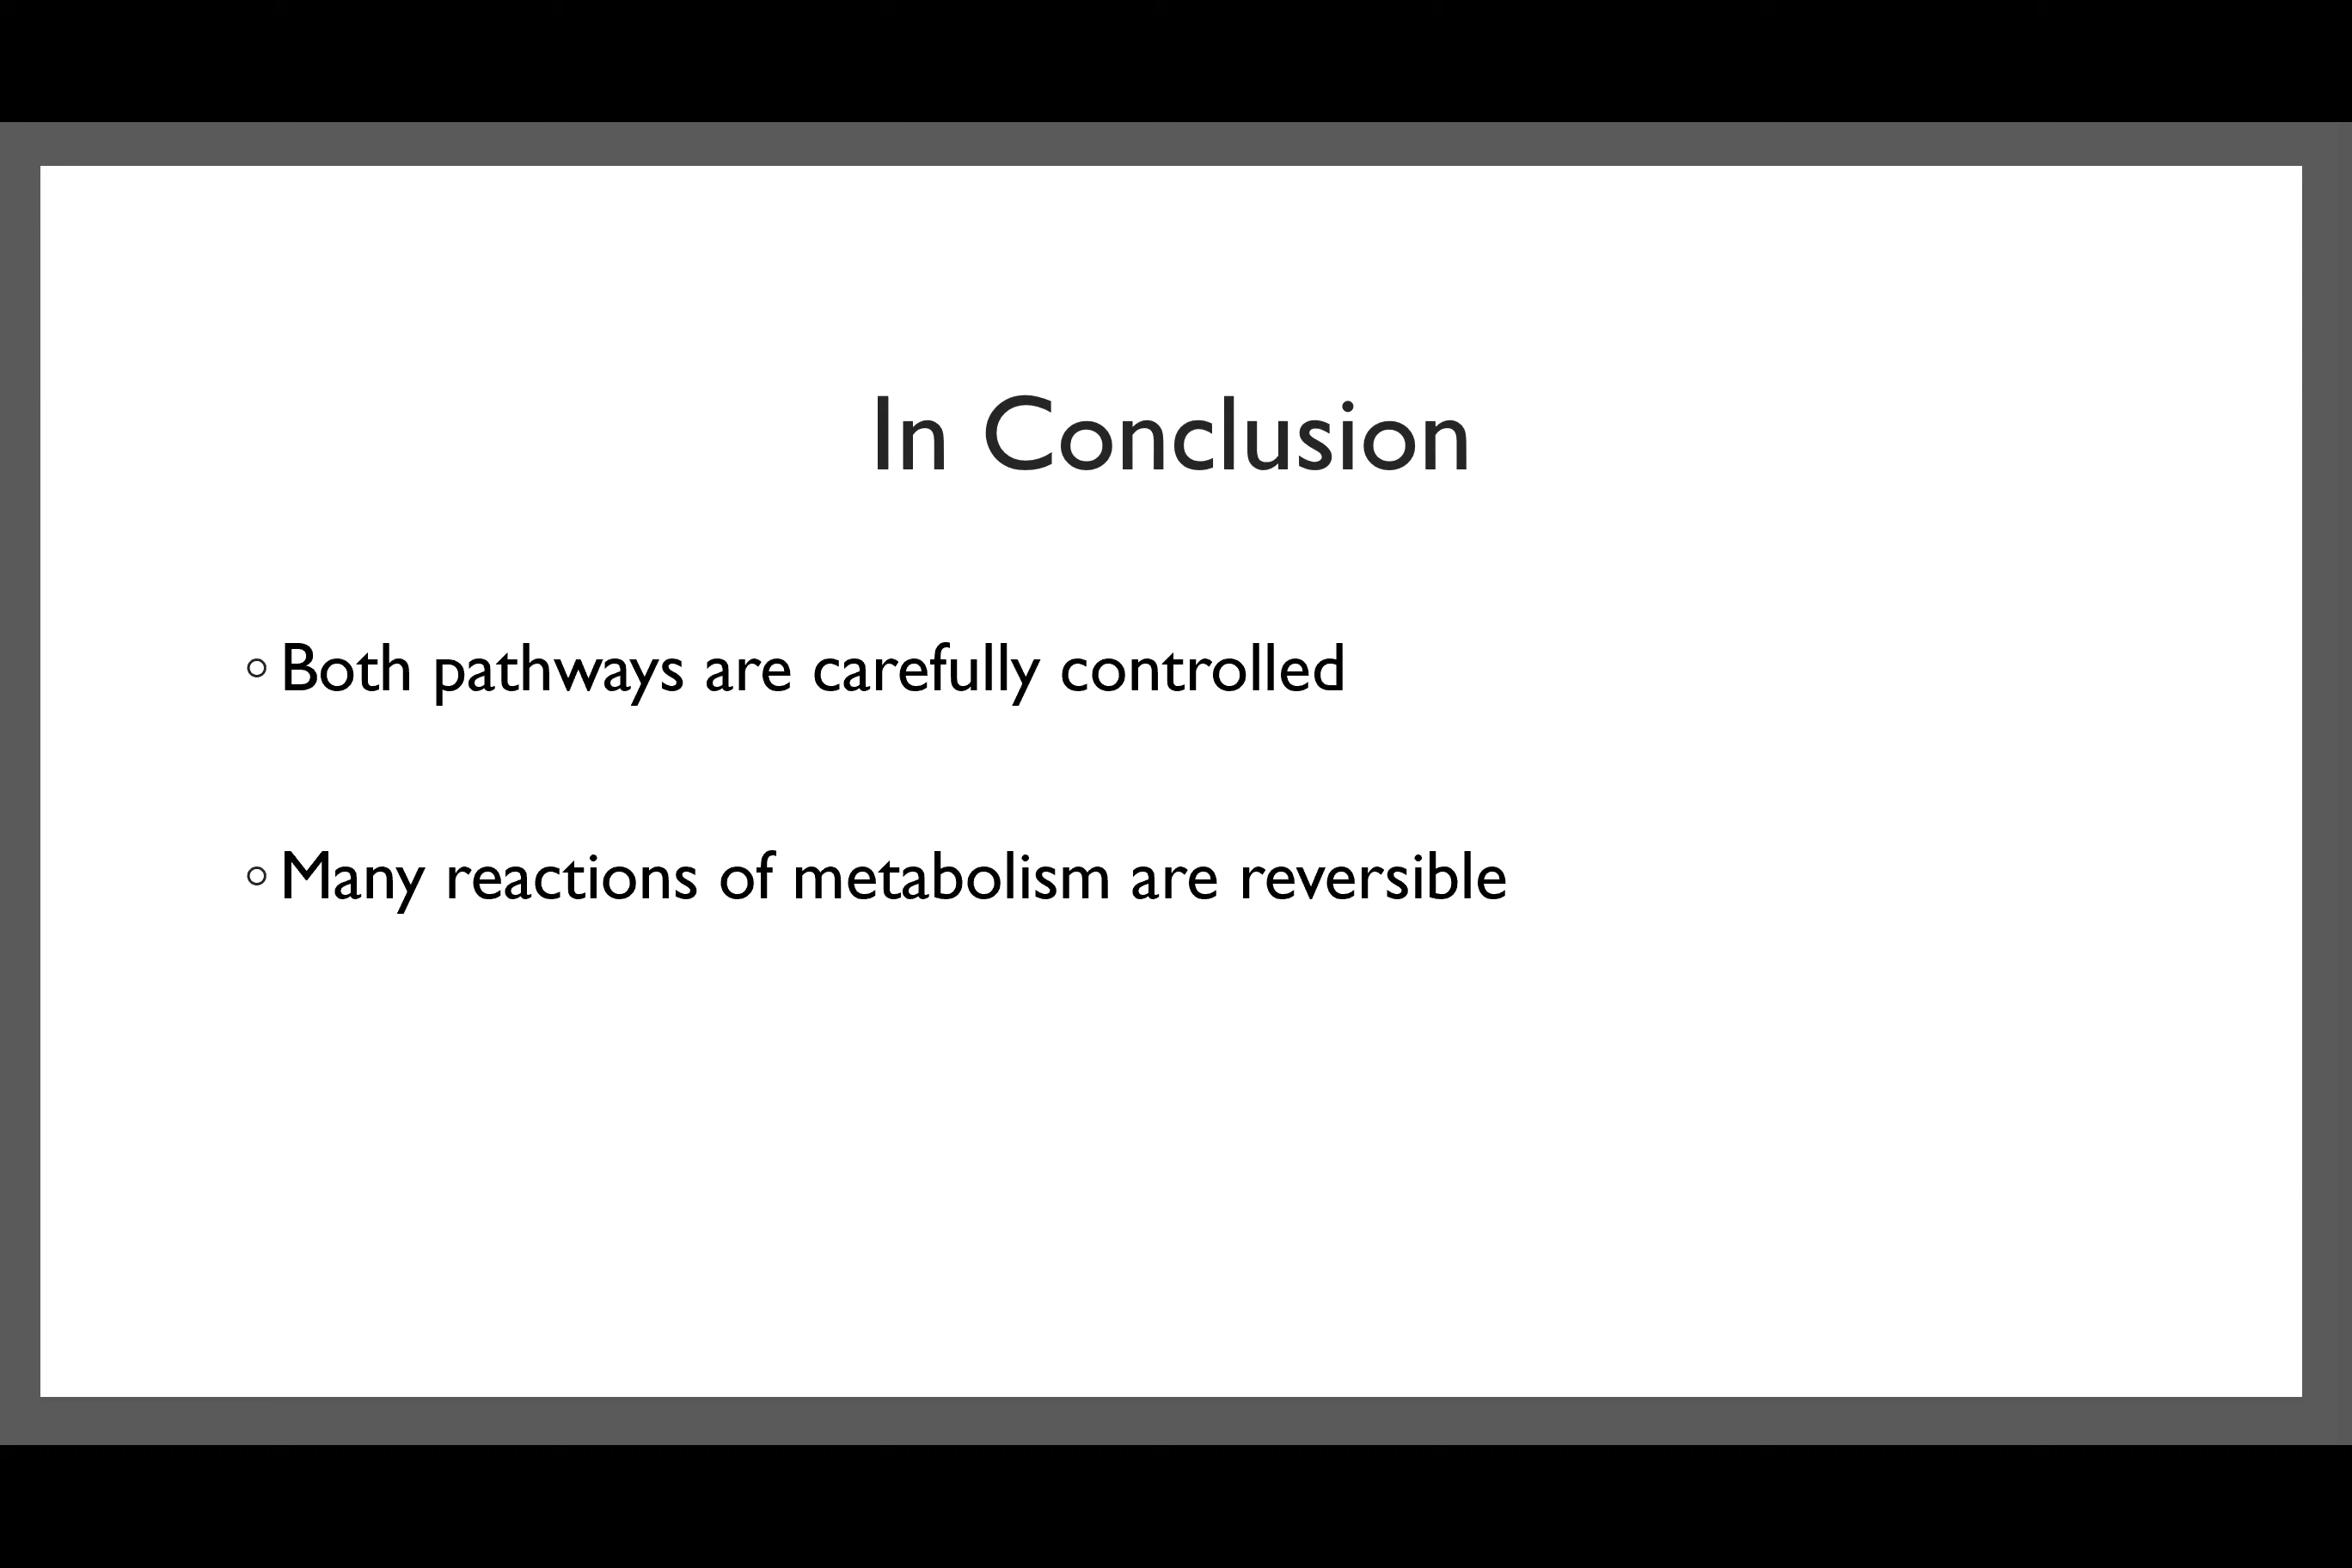 In Conclusion
◦ Both pathways are carefully controlled
◦ Many reactions of metabolism are reversible